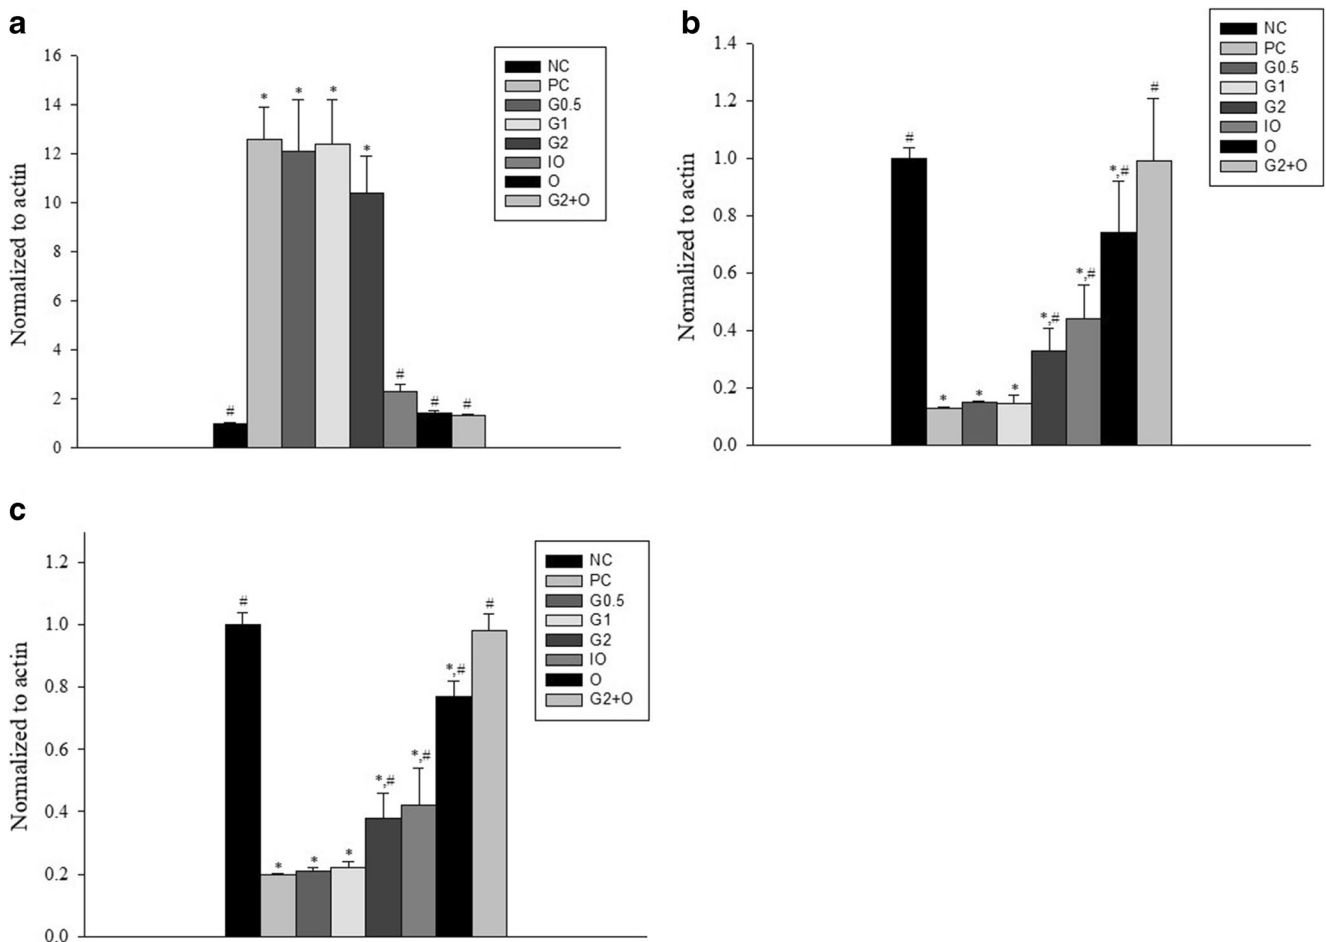 a
16
14
12
10
8
6
4
2
0
Normalized to actin
*
*
*
*
#
#
#
#
NC
PC
G0.5
G1
G2
IO
O
G2+O
b
1.4
1.2
1.0
0.8
0.6
0.4
0.2
0.0
Normalized to actin
#
*
*
*
*,#
*,#
*,#
#
NC
PC
G0.5
G1
G2
IO
O
G2+O
c
1.2
1.0
0.8
0.6
0.4
0.2
0.0
Normalized to actin
#
*
*
*
*,#
*,#
*,#
#
NC
PC
G0.5
G1
G2
IO
O
G2+O